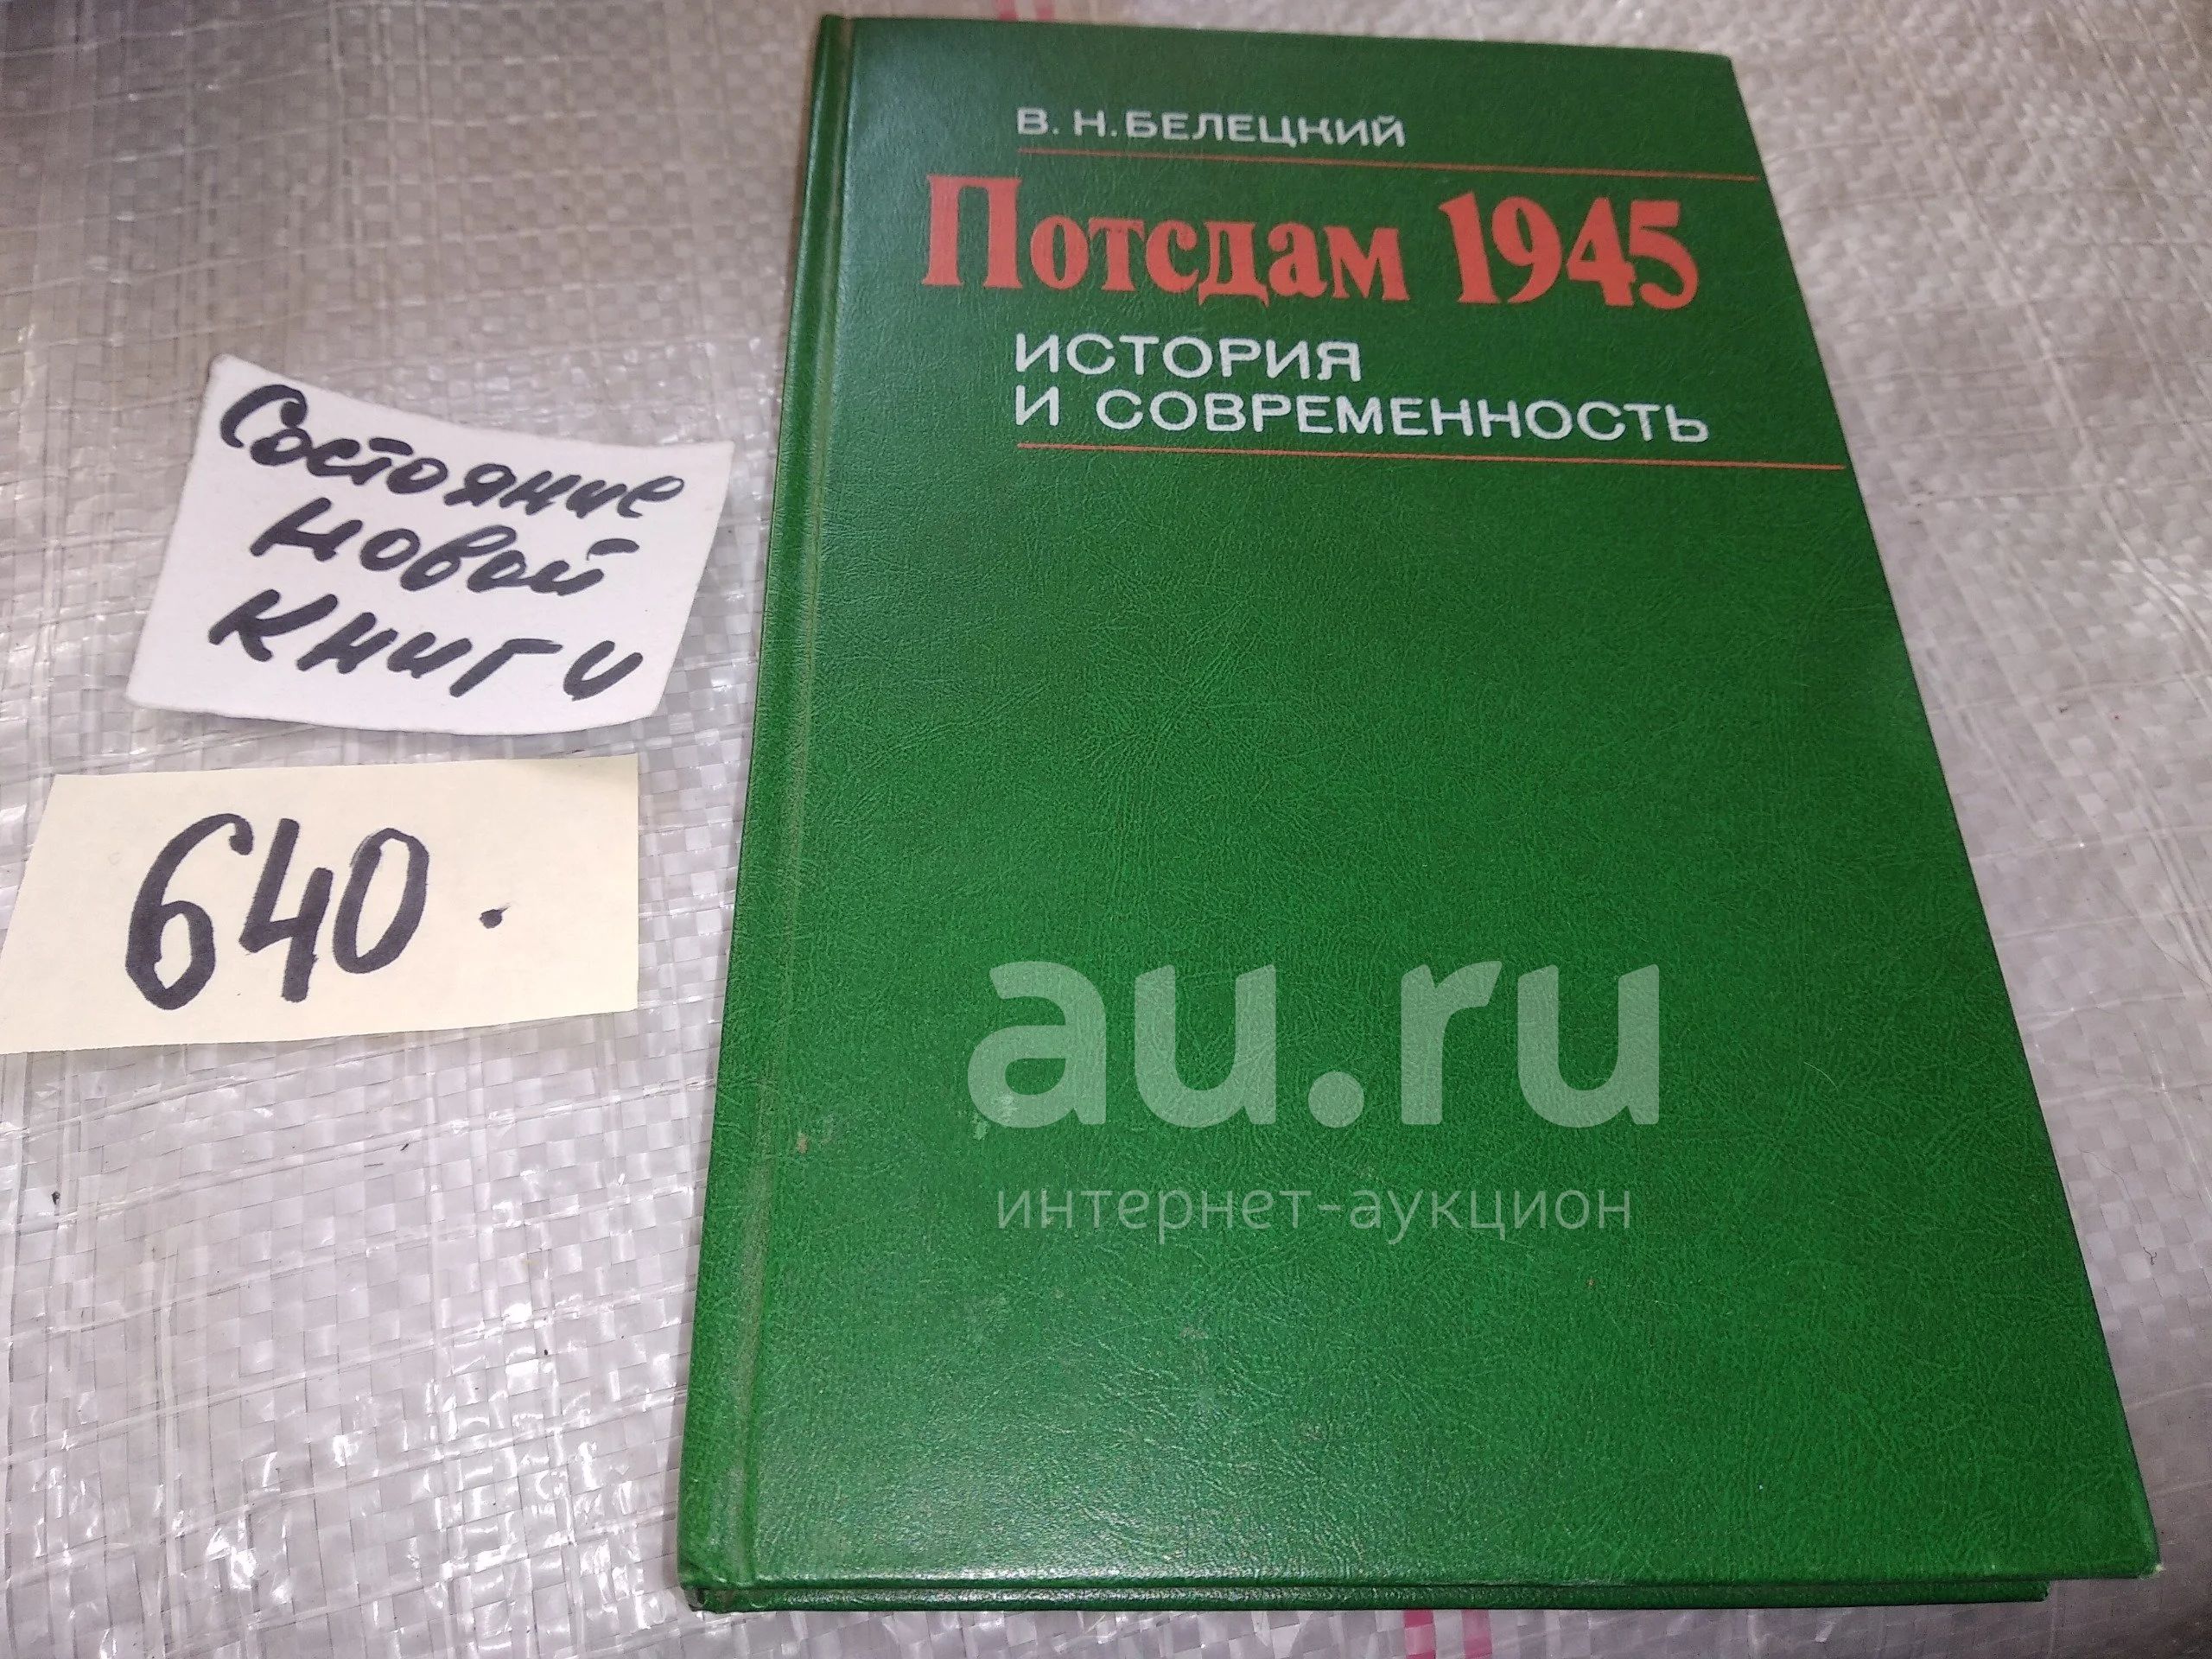 В. Н. БЕЛЕЦКИЙ
Потсдам 1945
ИСТОРИЯ
И СОВРЕМЕННОСТЬ
Состояние
новой
книги
640.
au.ru
интернет-аукцион